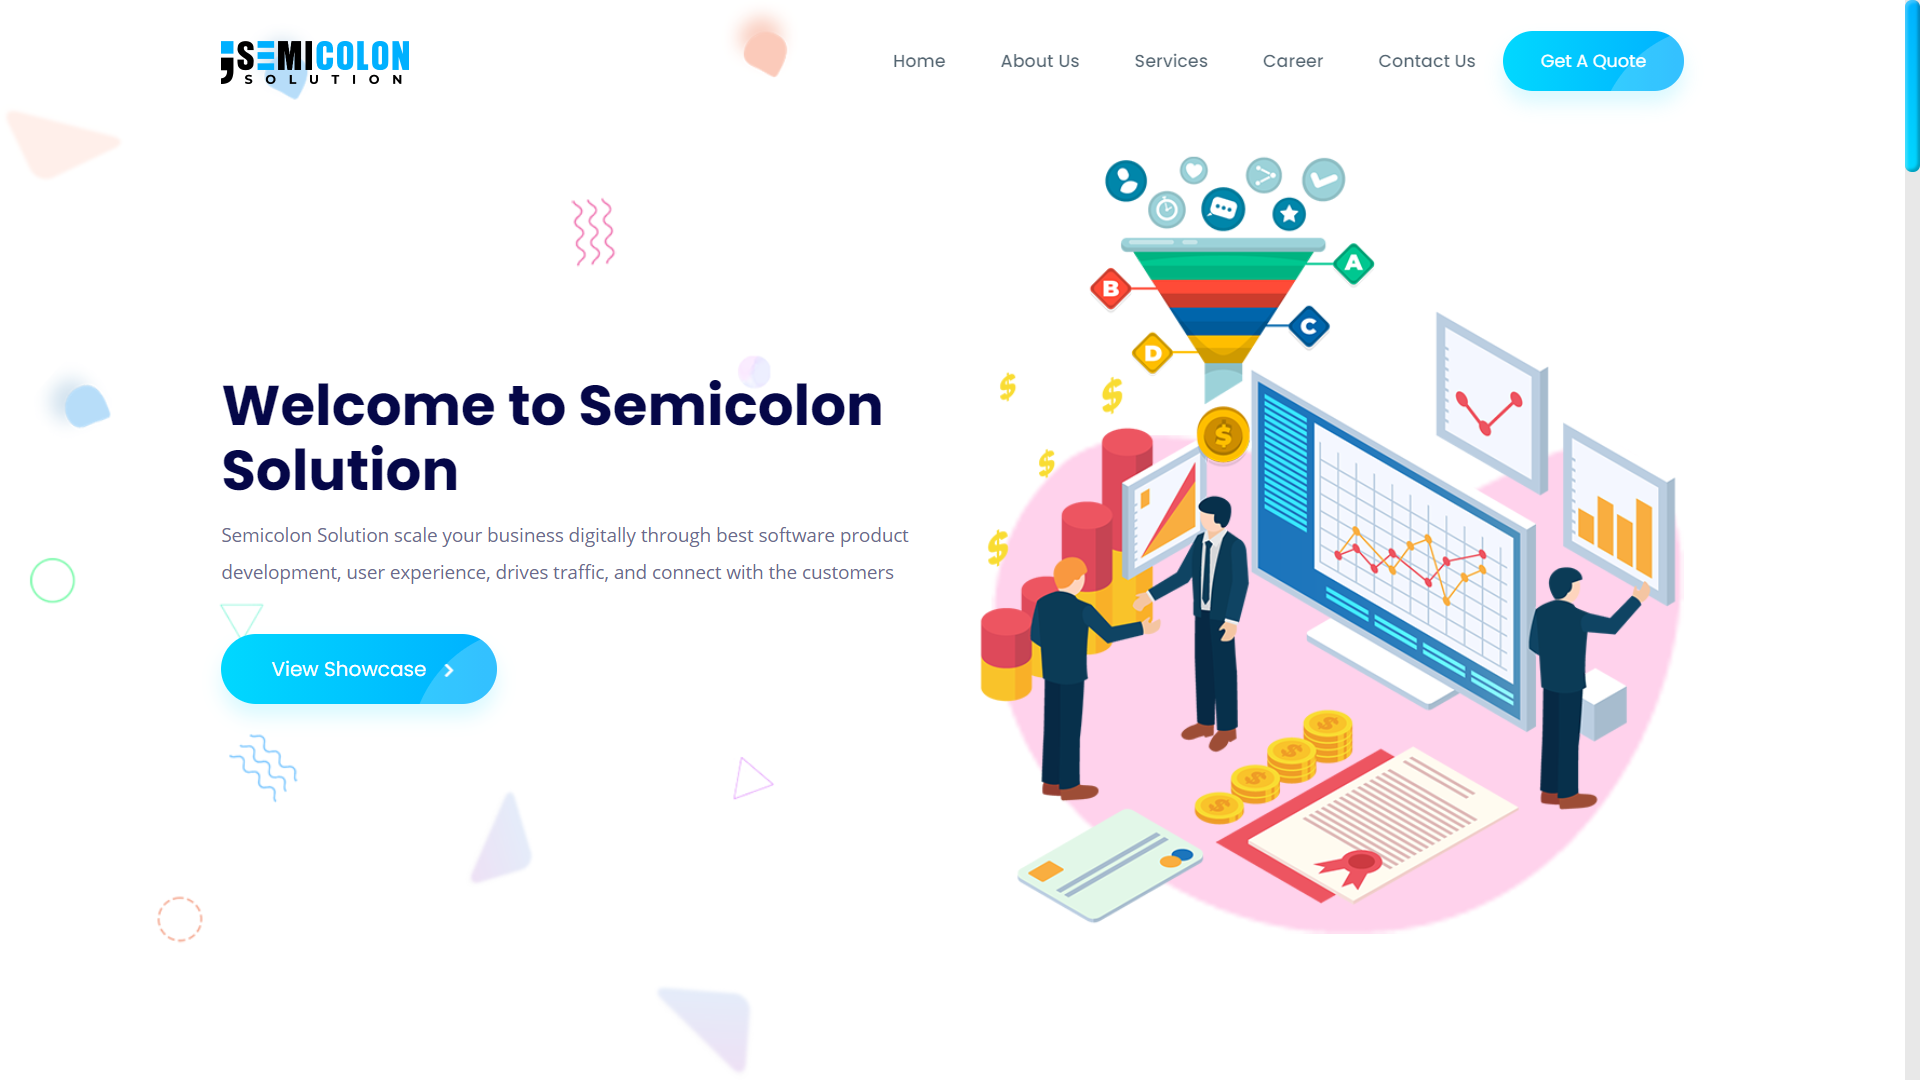 SEMICOLON
SOLUTION
Home
About Us
Services
Career
Contact Us
Get A Quote
A
B
C
D
$
$
$
$
$
Welcome to Semicolon
Solution
Semicolon Solution scale your business digitally through best software product
development, user experience, drives traffic, and connect with the customers
View Showcase
$
$
$
$